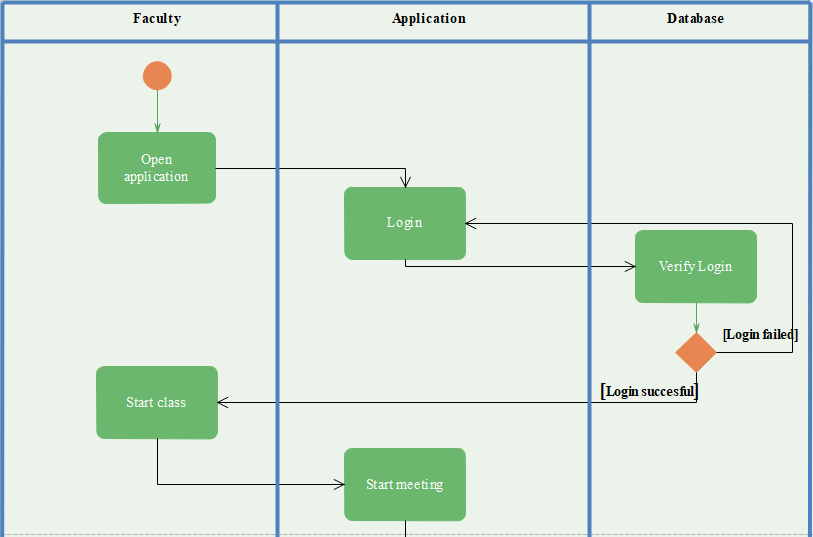 Faculty
Application
Database
Open
application
Login
Verify Login
[Login failed]
[Login succesful]
Start class
Start meeting